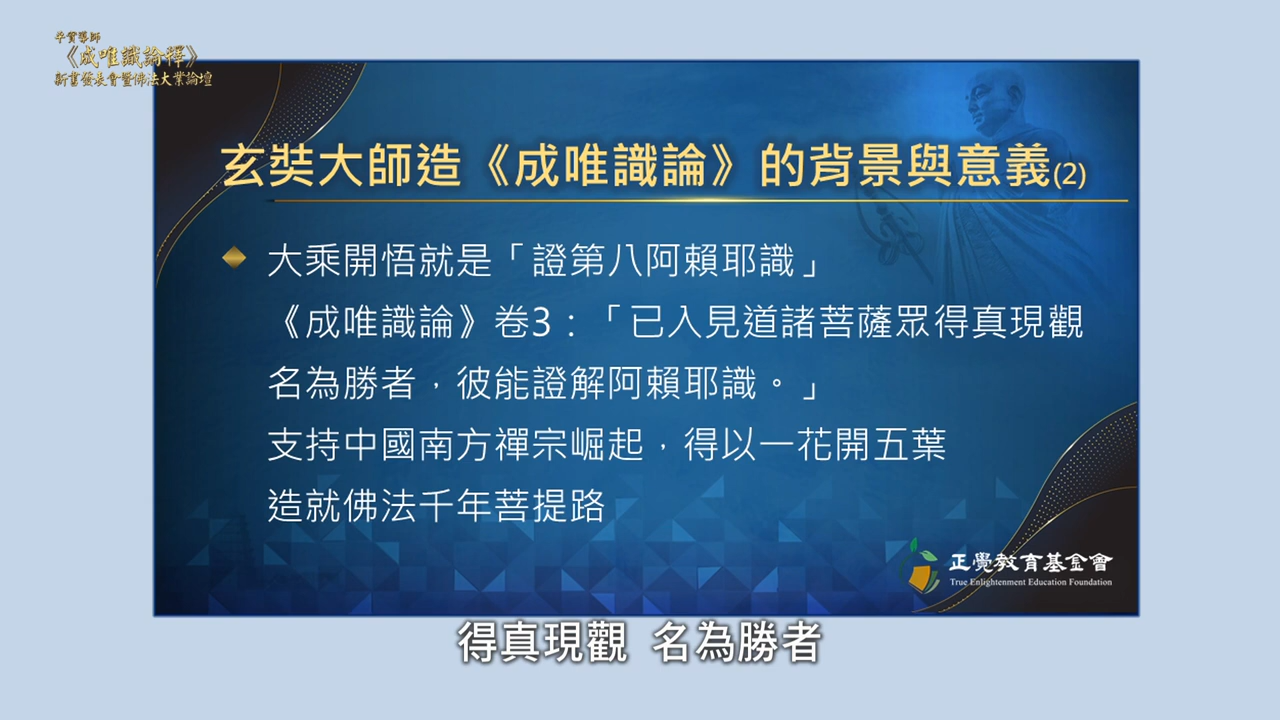 平實導師
《成唯識論釋》
新書發表會暨佛法大業論壇
玄奘大師造《成唯識論》的背景與意義(2)
大乘開悟就是「證第八阿賴耶識」
《成唯識論》卷3：「已入見道諸菩薩眾得真現觀
名為勝者，彼能證解阿賴耶識。」
支持中國南方禪宗崛起，得以一花開五葉
造就佛法千年菩提路
正覺教育基金會
True Enlightenment Education Foundation
得真現觀 名為勝者